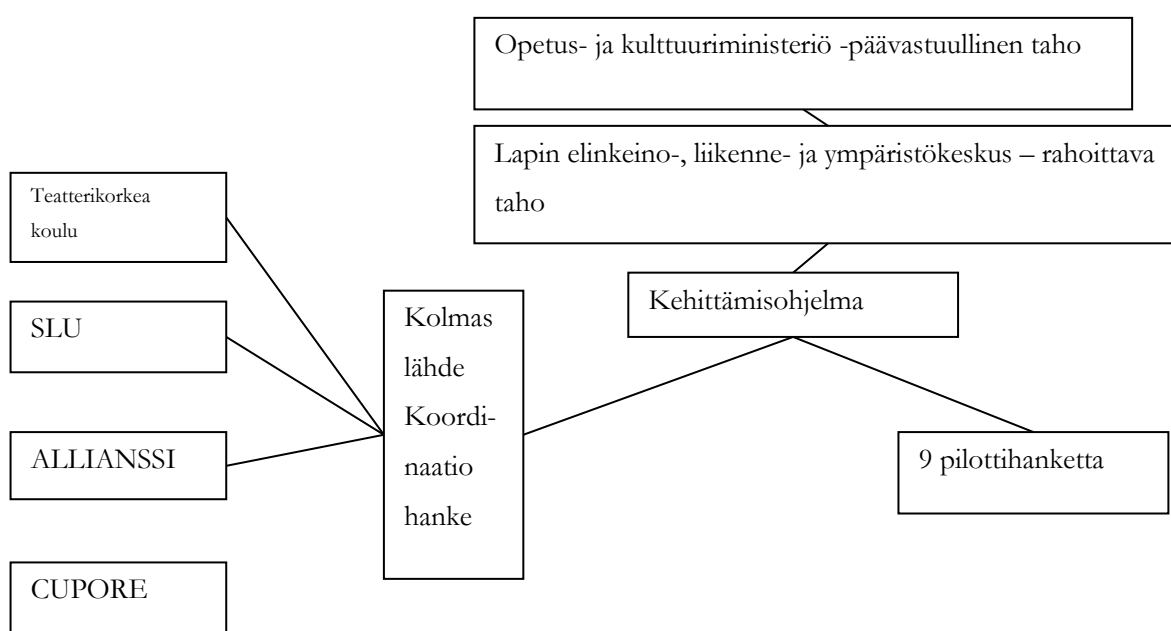 Opetus- ja kulttuuriministeriö -päävastuullinen taho
Lapin elinkeino-, liikenne- ja ympäristökeskus – rahoittava
taho
Teatterikorkea
koulu
SLU
ALLIANSSI
CUPORE
Kolmas
lähde
Koordi-
naatio
hanke
Kehittämisohjelma
9 pilottihanketta